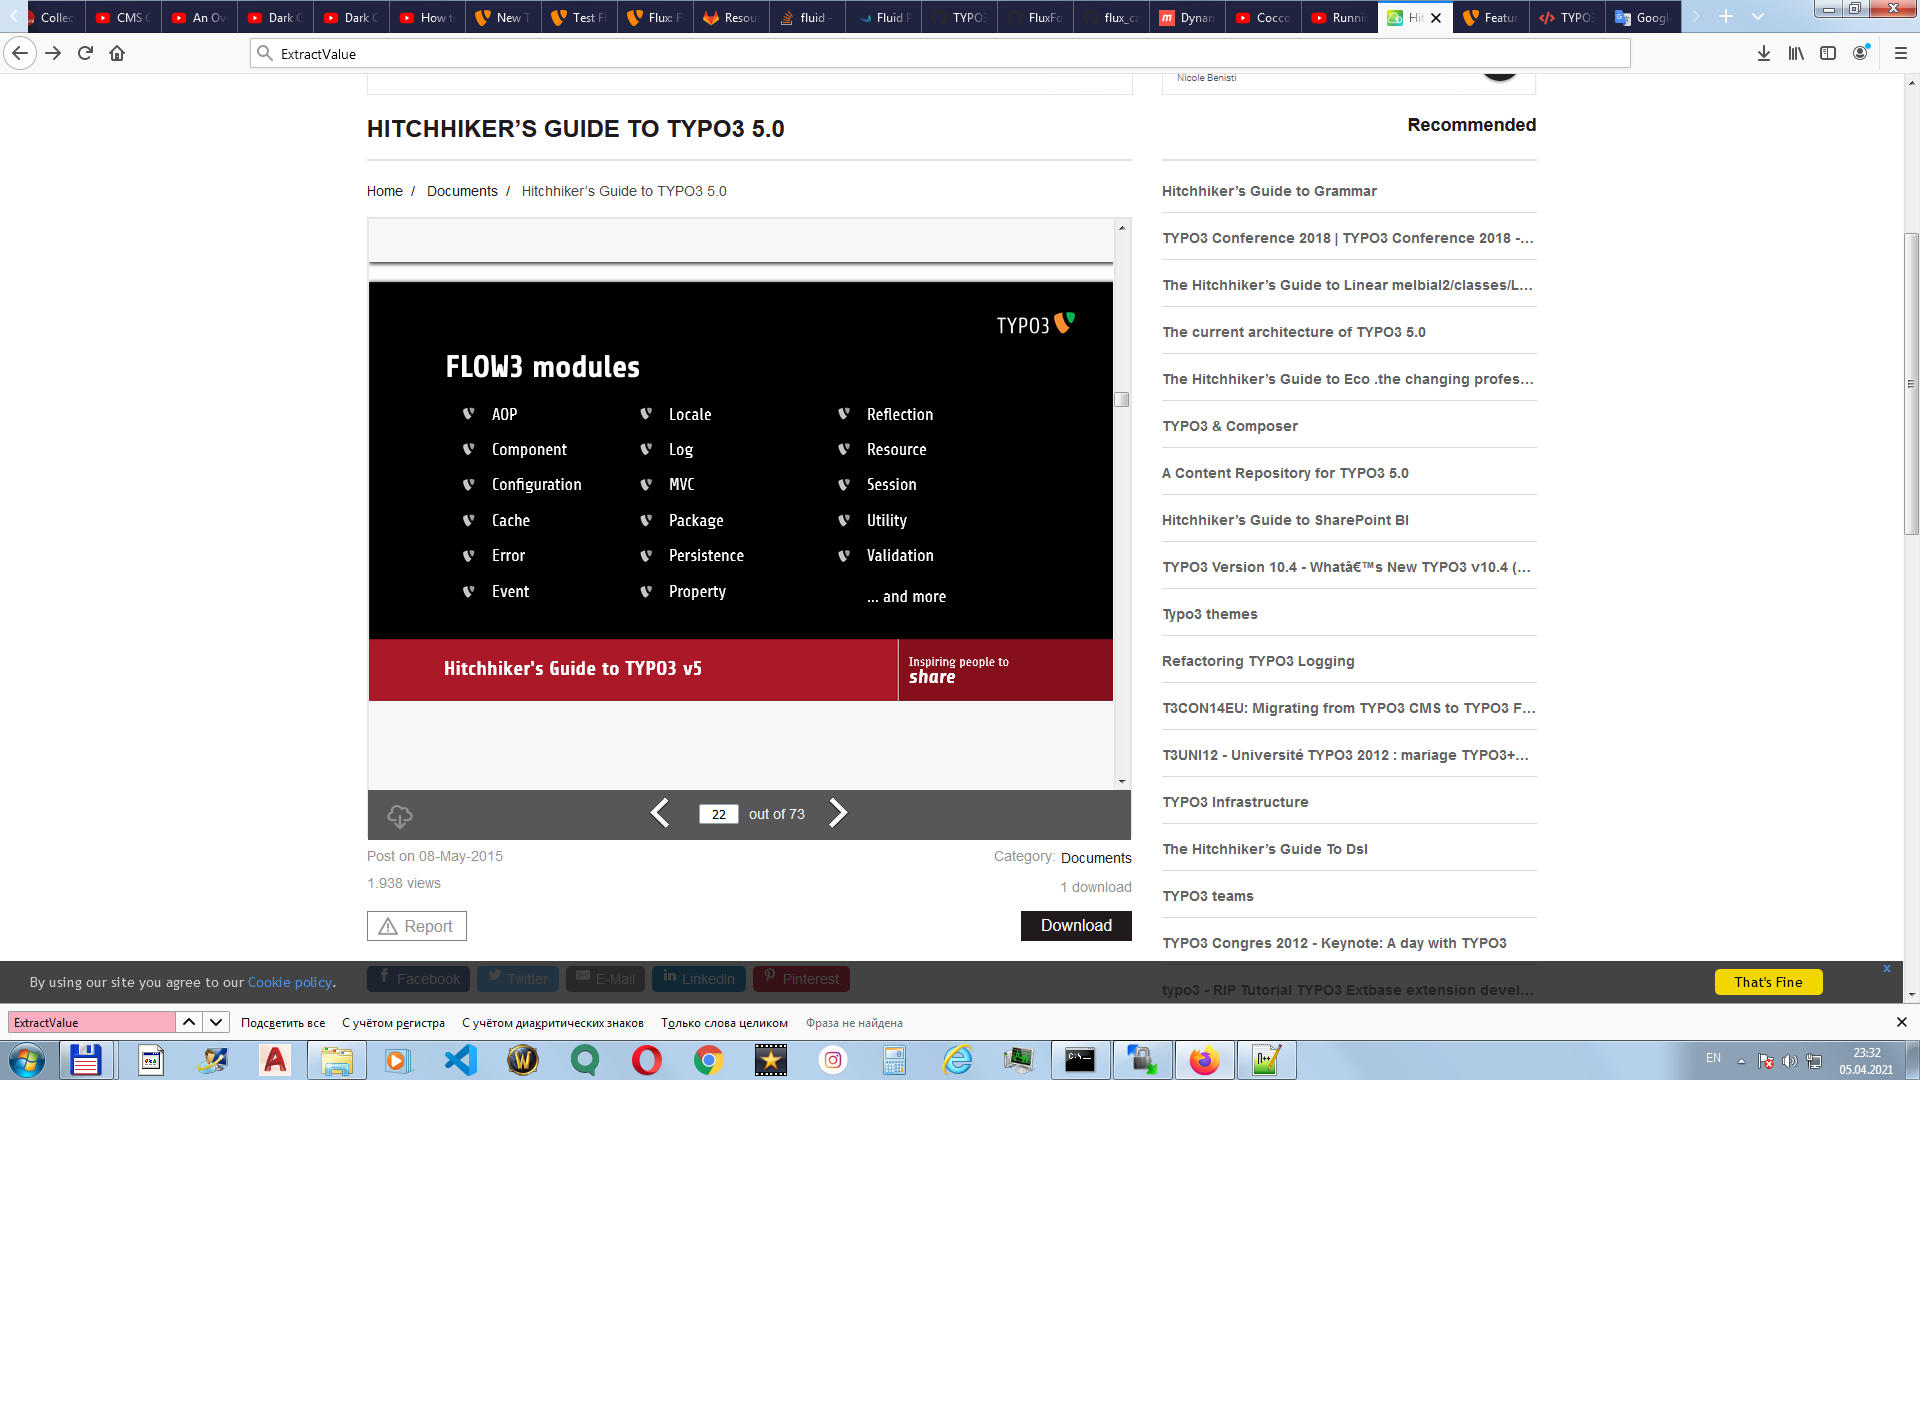 Collec
CMS C
An Ov
Dark C
Dark C
How t
New T
Test Fl
Flux: F
Resou
fluid -
Fluid P
TYPO3
FluxFo
flux_ca
Dynan
Cocco
Runni
Hit
Featur
TYPO3
Googl
ExtractValue
Nicole Benisti
HITCHHIKER’S GUIDE TO TYPO3 5.0
Home / Documents / Hitchhiker’s Guide to TYPO3 5.0
TYPO3
FLOW3 modules
AOP
Component
Configuration
Cache
Error
Event
Locale
Log
MVC
Package
Persistence
Property
Reflection
Resource
Session
Utility
Validation
... and more
Hitchhiker's Guide to TYPO3 v5
Inspiring people to
share
22 out of 73
Post on 08-May-2015
Category: Documents
1.938 views
1 download
Report
Download
Facebook
Twitter
E-Mail
LinkedIn
Pinterest
Recommended
Hitchhiker’s Guide to Grammar
TYPO3 Conference 2018 | TYPO3 Conference 2018 -...
The Hitchhiker’s Guide to Linear melbial2/classes/L...
The current architecture of TYPO3 5.0
The Hitchhiker’s Guide to Eco .the changing profes...
TYPO3 & Composer
A Content Repository for TYPO3 5.0
Hitchhiker’s Guide to SharePoint BI
TYPO3 Version 10.4 - Whatâ€™s New TYPO3 v10.4 (...
Typo3 themes
Refactoring TYPO3 Logging
T3CON14EU: Migrating from TYPO3 CMS to TYPO3 F...
T3UNI12 - Université TYPO3 2012 : mariage TYPO3+...
TYPO3 Infrastructure
The Hitchhiker’s Guide To Dsl
TYPO3 teams
TYPO3 Congres 2012 - Keynote: A day with TYPO3
typo3 - RIP Tutorial TYPO3 Extbase extension devel...
By using our site you agree to our Cookie policy.
That's Fine
x
ExtractValue
Подсветить все
С учётом регистра
С учётом диакритических знаков
Только слова целиком
Фраза не найдена
EN
23:32
05.04.2021